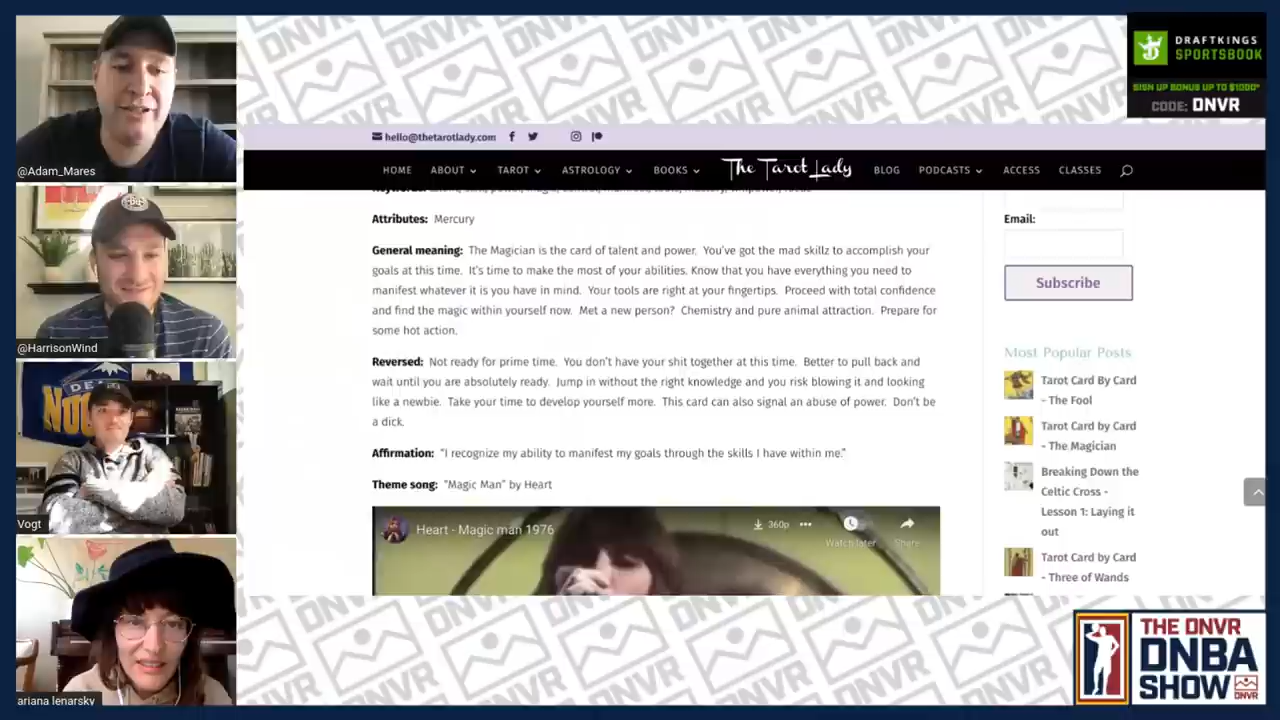 @Adam_Mares
@HarrisonWind
Vogt
ariana lenarsky
DRAFTKINGS
SPORTSBOOK
SIGN UP BONUS UP TO $1000*
CODE: DNVR
hello@thetarotlady.com
HOME ABOUT TAROT ASTROLOGY BOOKS The Tarot Lady BLOG PODCASTS ACCESS CLASSES
Attributes: Mercury
General meaning: The Magician is the card of talent and power. You've got the mad skillz to accomplish your
goals at this time. It's time to make the most of your abilities. Know that you have everything you need to
manifest whatever it is you have in mind. Your tools are right at your fingertips. Proceed with total confidence
and find the magic within yourself now. Met a new person? Chemistry and pure animal attraction. Prepare for
some hot action.
Reversed: Not ready for prime time. You don't have your shit together at this time. Better to pull back and
wait until you are absolutely ready. Jump in without the right knowledge and you risk blowing it and looking
like a newbie. Take your time to develop yourself more. This card can also signal an abuse of power. Don't be
a dick.
Affirmation: "I recognize my ability to manifest my goals through the skills I have within me."
Theme song: "Magic Man" by Heart
Heart - Magic man 1976
360p
Watch later
Share
Email:
Subscribe
Most Popular Posts
Tarot Card By Card
- The Fool
Tarot Card by Card
- The Magician
Breaking Down the
Celtic Cross -
Lesson 1: Laying it
out
Tarot Card by Card
- Three of Wands
THE DNVR
DNBA
SHOW
DNVR